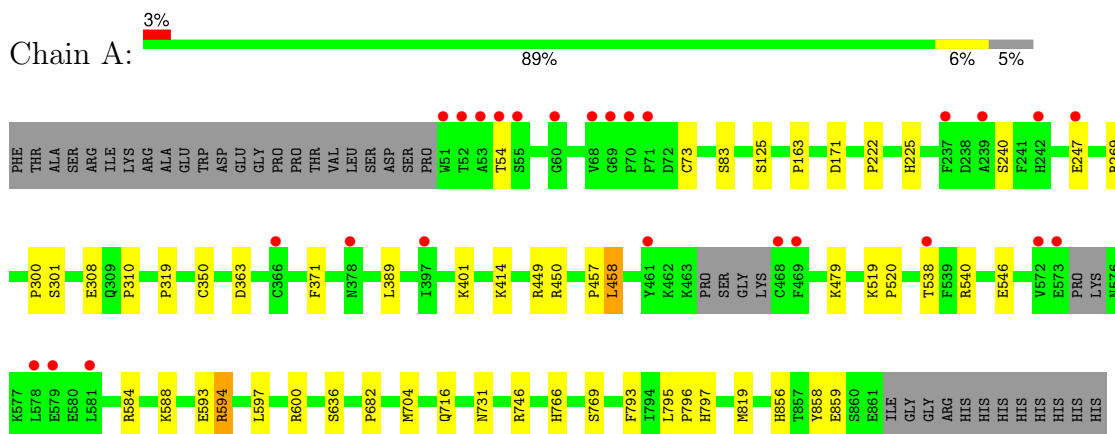 3%
Chain A:
89% 6% 5%
PHE THR ALA SER ARG ILE LYS ARG ALA GLU TRP ASP ASP GLU GLY PRO PRO THR VAL LEU SER ASP SER PRO W51 T52 A53 T54 S55 G60 V68 G69 P70 P71 D72 C73 S83 S125 P163 D171 P222 H225 F237 D238 A239 S240 F241 H242 E247
P300 S301 E308 Q309 P310 P319 C350 D363 C366 F371 N378 L389 I397 K401 K414 R449 R450 P457 L458 Y461 K462 K463 PRO SER GLY LYS C468 F469 K479 K519 P520 T538 F539 R540 E546 V572 E573 PRO LYS N576
K577 L578 E579 E580 L581 R584 K588 E593 R594 L597 R600 S636 P682 M704 Q716 N731 R746 H766 S769 F793 I794 L795 P796 H797 M819 H856 T857 Y858 E859 S860 E861 ILE GLY GLY ARG HIS HIS HIS HIS HIS HIS HIS HIS